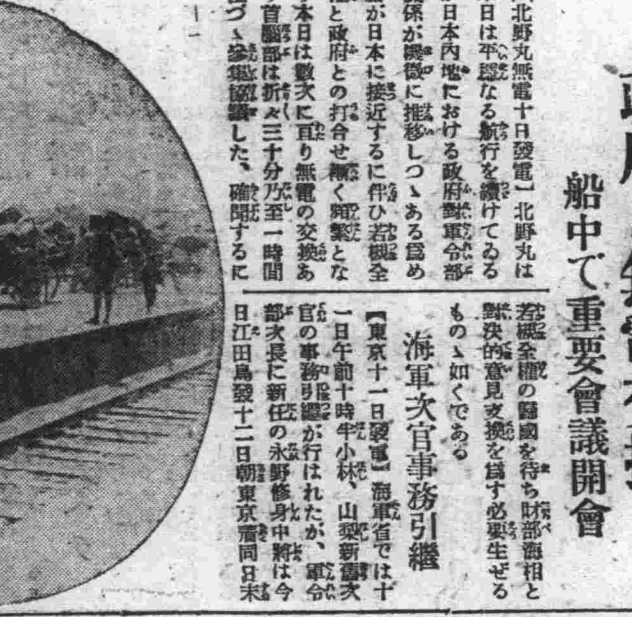 船中で重要會議開會
北野丸無電十日發電】北野丸は
日は平穩なる航行を續けてゐる
日本內地における政府對軍令部
係が機微に推移しつゝある爲め
が日本に接近するに伴ひ若槻全
と政府との打合せ漸く頻繁とな
本日は數次に亘り無電の交換あ
首腦部は折々三十分乃至一時間
つゝ參集協議した、確聞するに
若槻全權の歸國を待ち財部海相と
對決的意見交換を爲す必要生ぜる
ものゝ如くである
海軍次官事務引繼
【東京十一日發電】海軍省では十
一日午前十時半小林、山梨新舊次
官の事務引繼が行はれたが、軍令
部次長に新任の永野修身中將は今
日江田島發十二日朝東京着同日末